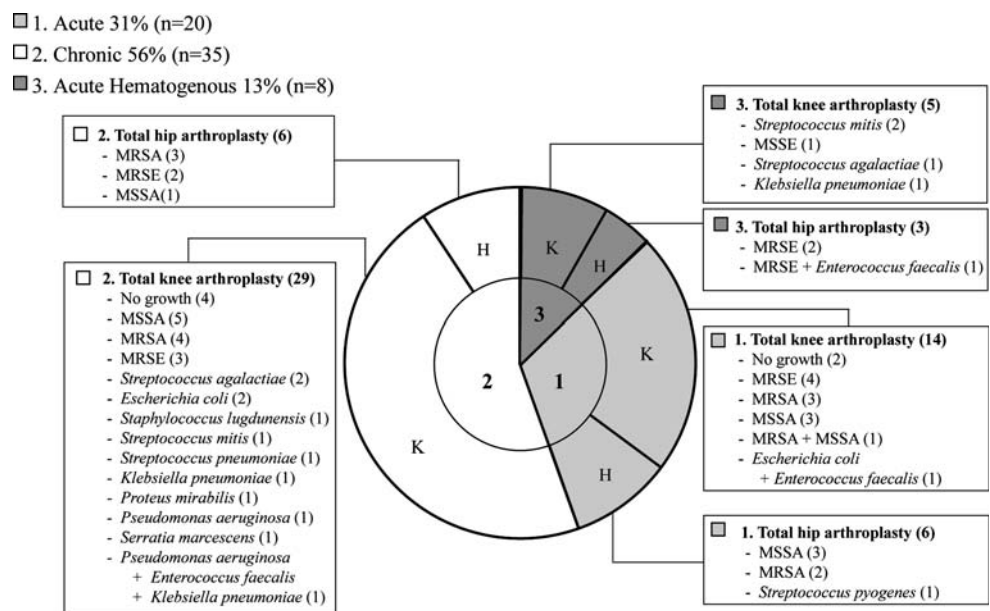 1. Acute 31% (n=20)
2. Chronic 56% (n=35)
3. Acute Hematogenous 13% (n=8)
2. Total hip arthroplasty (6)
- MRSA (3)
- MRSE (2)
- MSSA(1)
2. Total knee arthroplasty (29)
- No growth (4)
- MSSA (5)
- MRSA (4)
- MRSE (3)
- Streptococcus agalactiae (2)
- Escherichia coli (2)
- Staphylococcus lugdunensis (1)
- Streptococcus mitis (1)
- Streptococcus pneumoniae (1)
- Klebsiella pneumoniae (1)
- Proteus mirabilis (1)
- Pseudomonas aeruginosa (1)
- Serratia marcescens (1)
- Pseudomonas aeruginosa
+ Enterococcus faecalis
+ Klebsiella pneumoniae (1)
H
K
K
H
3
2
1
K
H
3. Total knee arthroplasty (5)
- Streptococcus mitis (2)
- MSSE (1)
- Streptococcus agalactiae (1)
- Klebsiella pneumoniae (1)
3. Total hip arthroplasty (3)
- MRSE (2)
- MRSE + Enterococcus faecalis (1)
1. Total knee arthroplasty (14)
- No growth (2)
- MRSE (4)
- MRSA (3)
- MSSA (3)
- MRSA + MSSA (1)
- Escherichia coli
+ Enterococcus faecalis (1)
1. Total hip arthroplasty (6)
- MSSA (3)
- MRSA (2)
- Streptococcus pyogenes (1)